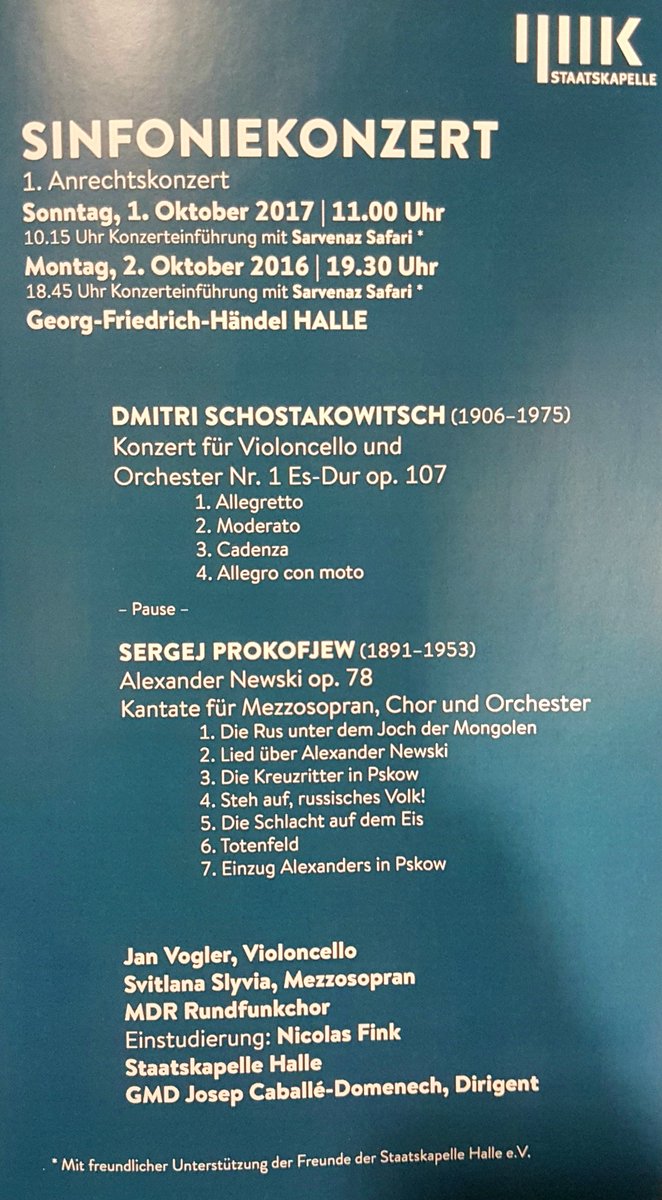 STAATSKAPELLE
SINFONIEKONZERT
1. Anrechtskonzert
Sonntag, 1. Oktober 2017 | 11.00 Uhr
10.15 Uhr Konzerteinführung mit Sarvenaz Safari *
Montag, 2. Oktober 2016 | 19.30 Uhr
18.45 Uhr Konzerteinführung mit Sarvenaz Safari *
Georg-Friedrich-Händel HALLE
DMITRI SCHOSTAKOWITSCH (1906–1975)
Konzert für Violoncello und
Orchester Nr. 1 Es-Dur op. 107
1. Allegretto
2. Moderato
3. Cadenza
4. Allegro con moto
– Pause –
SERGEJ PROKOFJEW (1891–1953)
Alexander Newski op. 78
Kantate für Mezzosopran, Chor und Orchester
1. Die Rus unter dem Joch der Mongolen
2. Lied über Alexander Newski
3. Die Kreuzritter in Pskow
4. Steh auf, russisches Volk!
5. Die Schlacht auf dem Eis
6. Totenfeld
7. Einzug Alexanders in Pskow
Jan Vogler, Violoncello
Svitlana Slyvia, Mezzosopran
MDR Rundfunkchor
Einstudierung: Nicolas Fink
Staatskapelle Halle
GMD Josep Caballé-Domenech, Dirigent
* Mit freundlicher Unterstützung der Freunde der Staatskapelle Halle e.V.